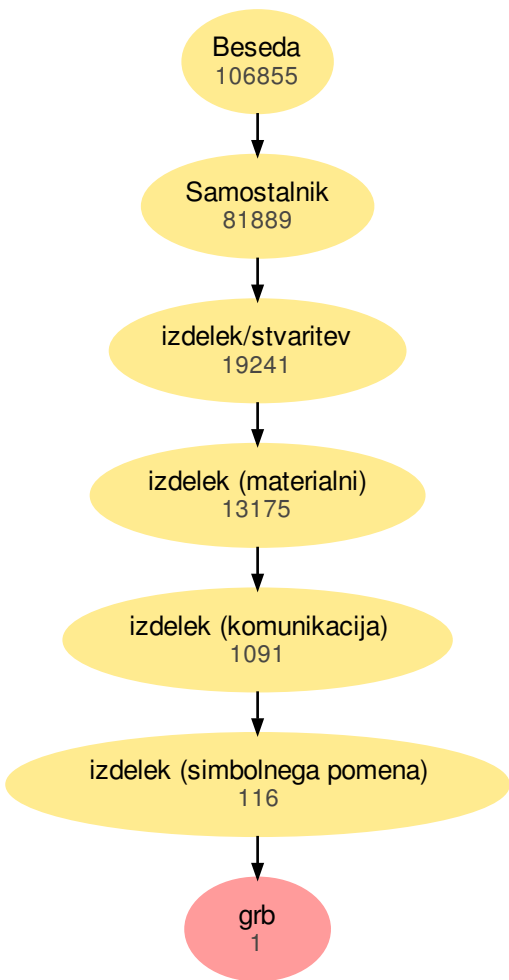 Beseda
106855
Samostalnik
81889
izdelek/stvaritev
19241
izdelek (materialni)
13175
izdelek (komunikacija)
1091
izdelek (simbolnega pomena)
116
grb
1